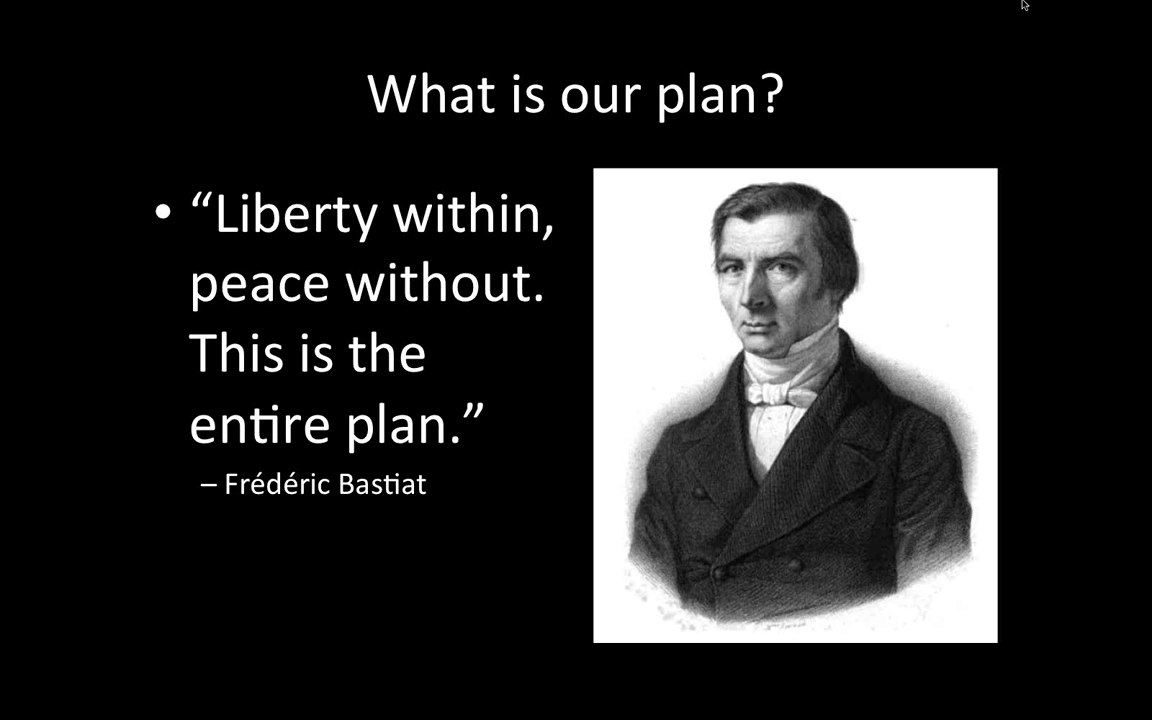 What is our plan?
• “Liberty within,
peace without.
This is the
entire plan.”
– Frédéric Bastiat